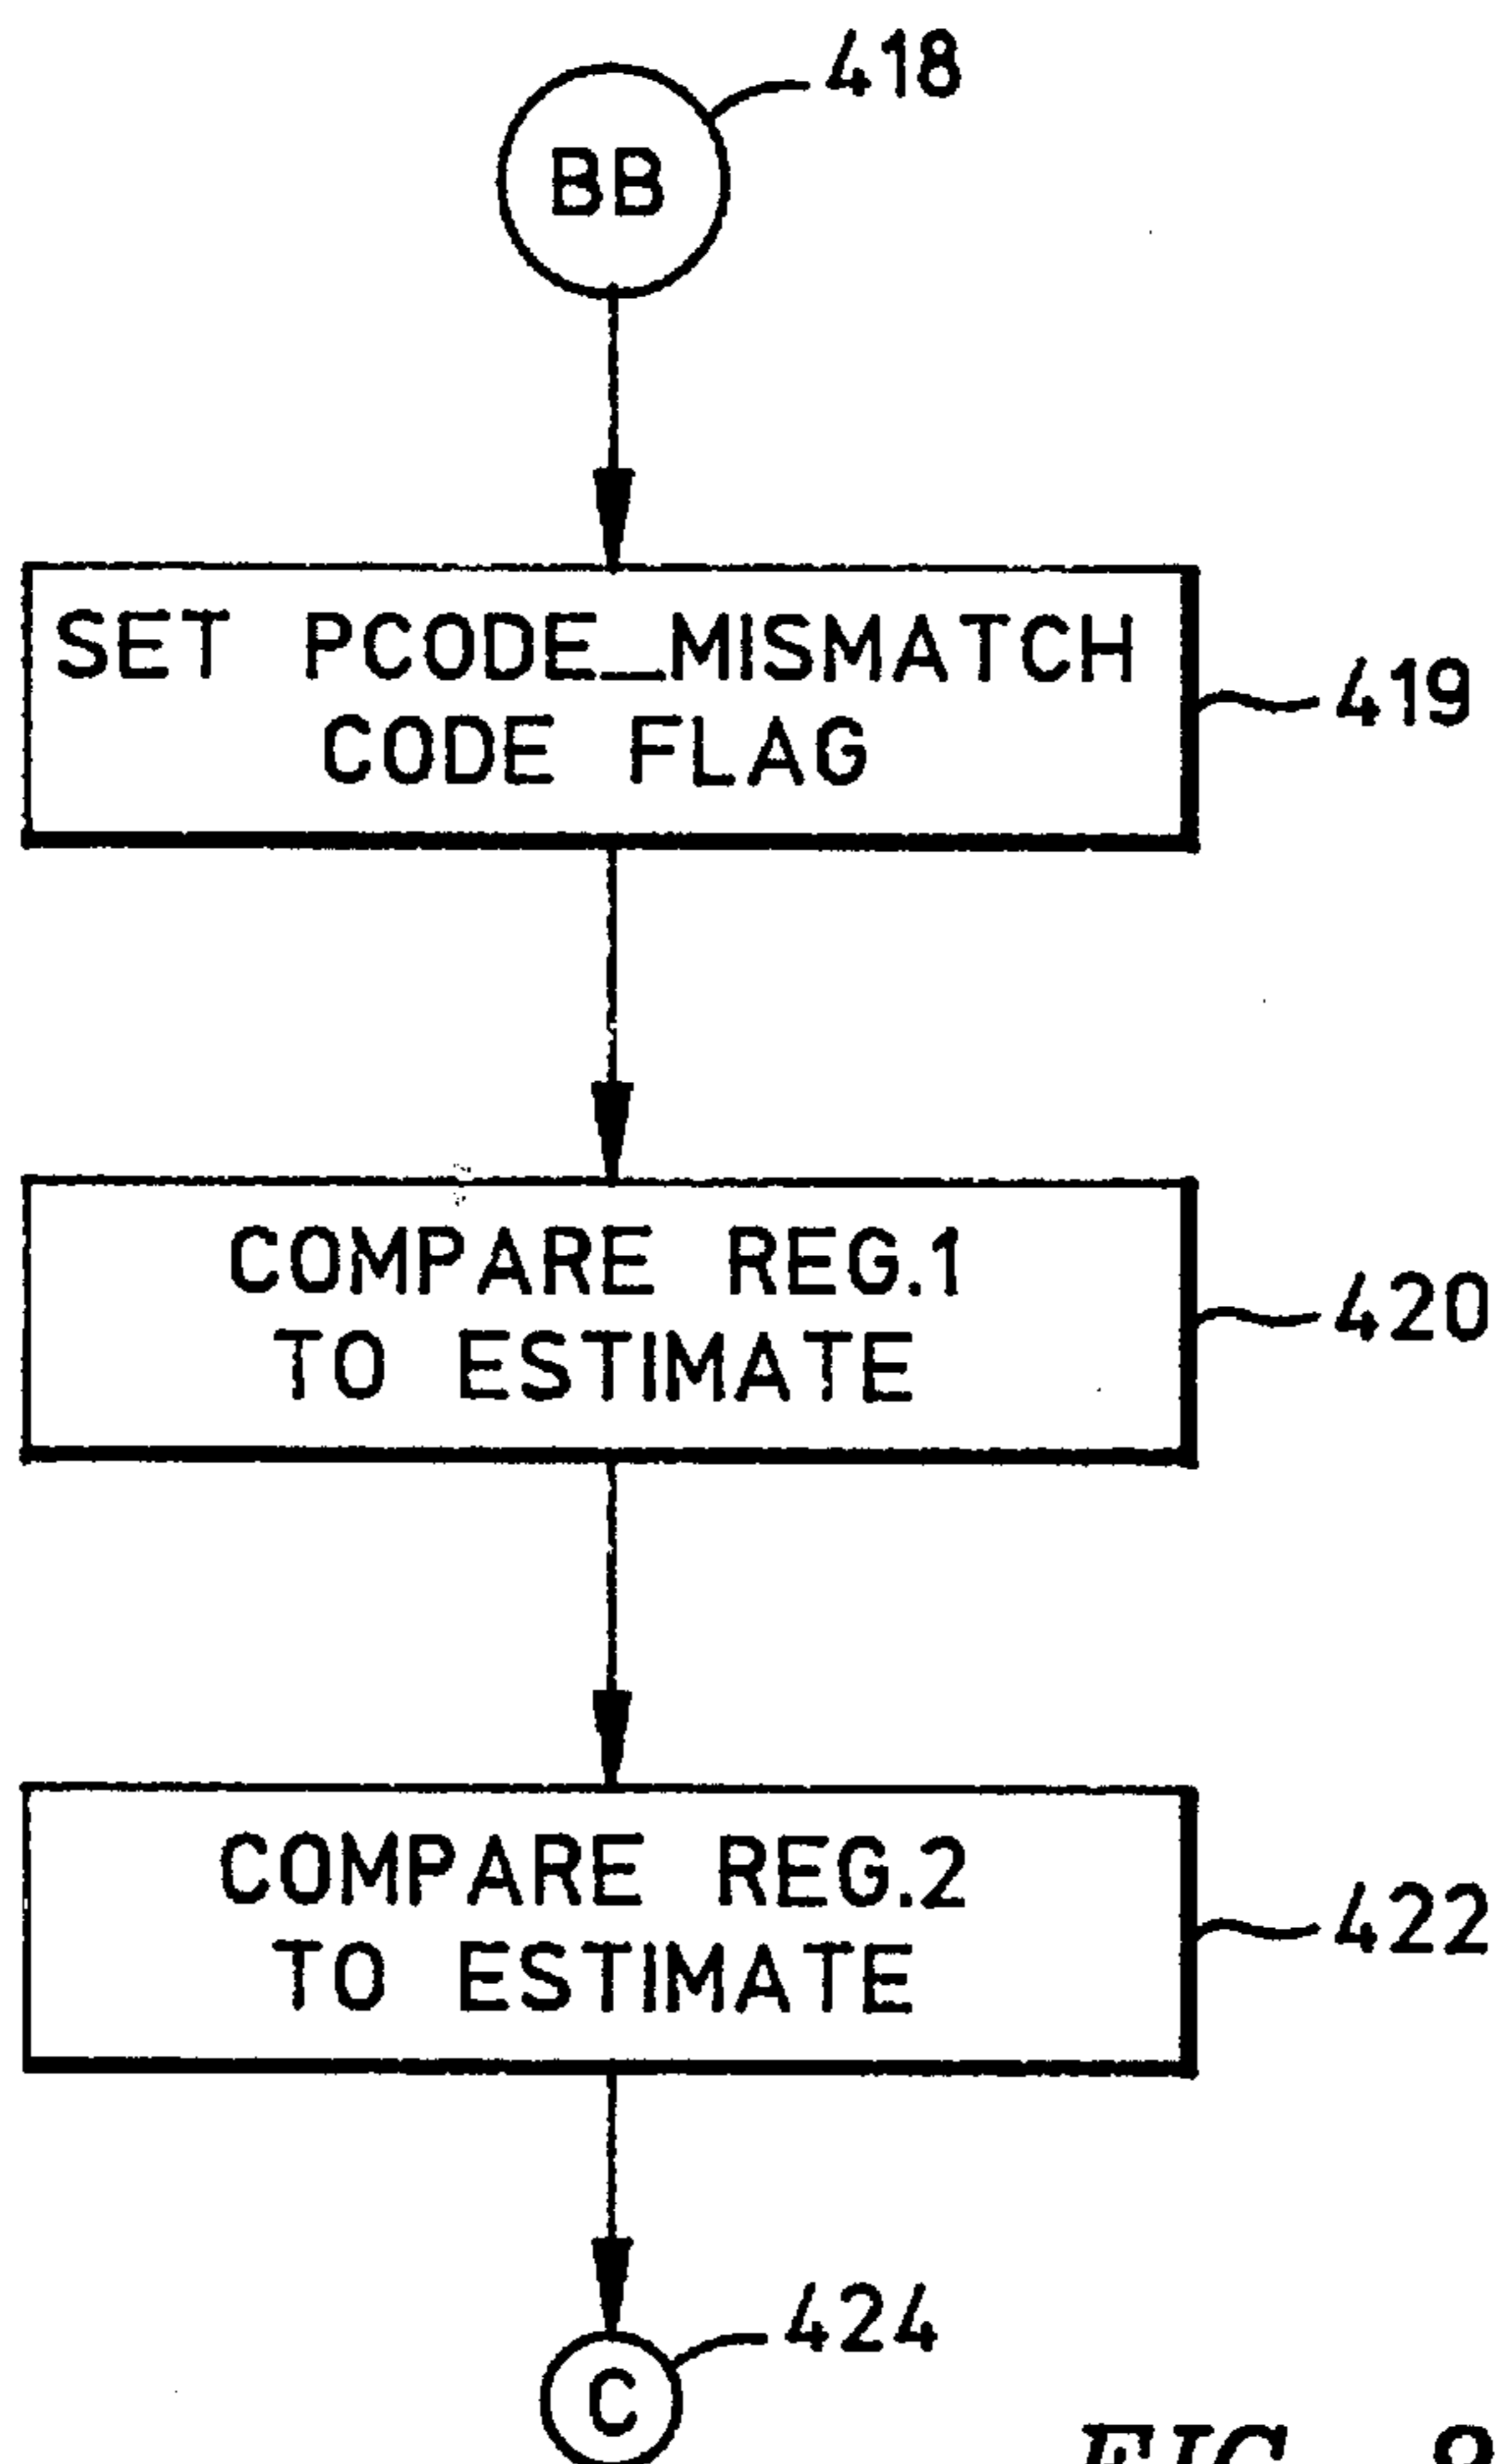 418
BB
SET PCODE_MISMATCH
CODE FLAG
419
COMPARE REG.1
TO ESTIMATE
420
COMPARE REG.2
TO ESTIMATE
422
424
C
FIG.